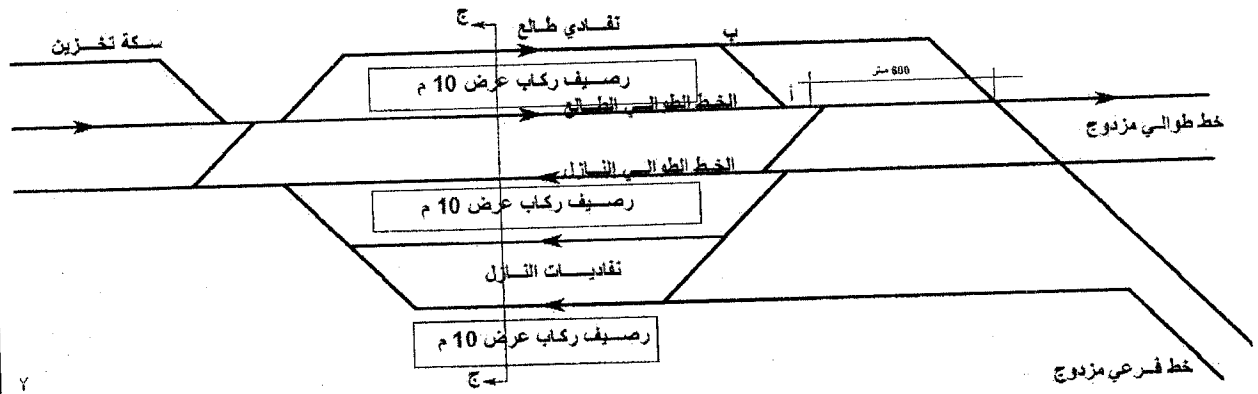 ج
تفادي طالع
ب
سكة تخزين
رصيف ركاب عرض 10 م
600 متر
أ
الخط الطوالي الطالع
خط طوالي مزدوج
الخط الطوالي النازل
رصيف ركاب عرض 10 م
تفاديات النازل
رصيف ركاب عرض 10 م
خط فرعي مزدوج
ج
٢